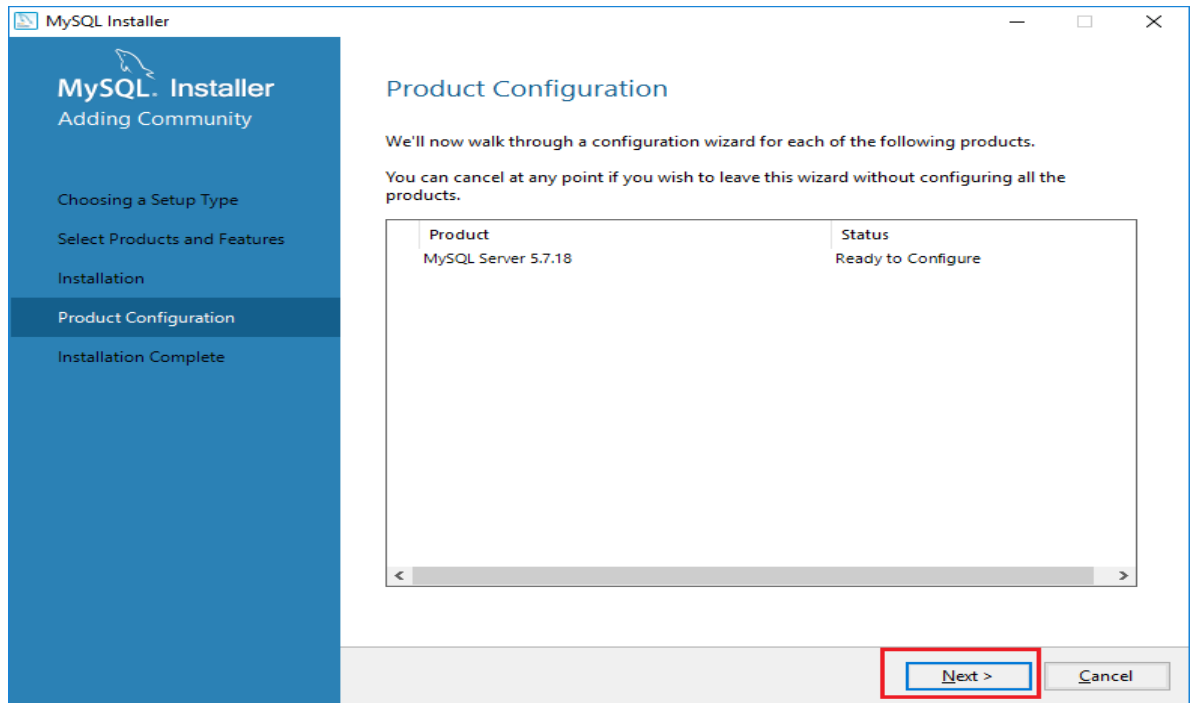 MySQL Installer
MySQL. Installer
Adding Community
Choosing a Setup Type
Select Products and Features
Installation
Product Configuration
Installation Complete
Product Configuration
We'll now walk through a configuration wizard for each of the following products.
You can cancel at any point if you wish to leave this wizard without configuring all the
products.
Product Status
MySQL Server 5.7.18 Ready to Configure
Next > Cancel